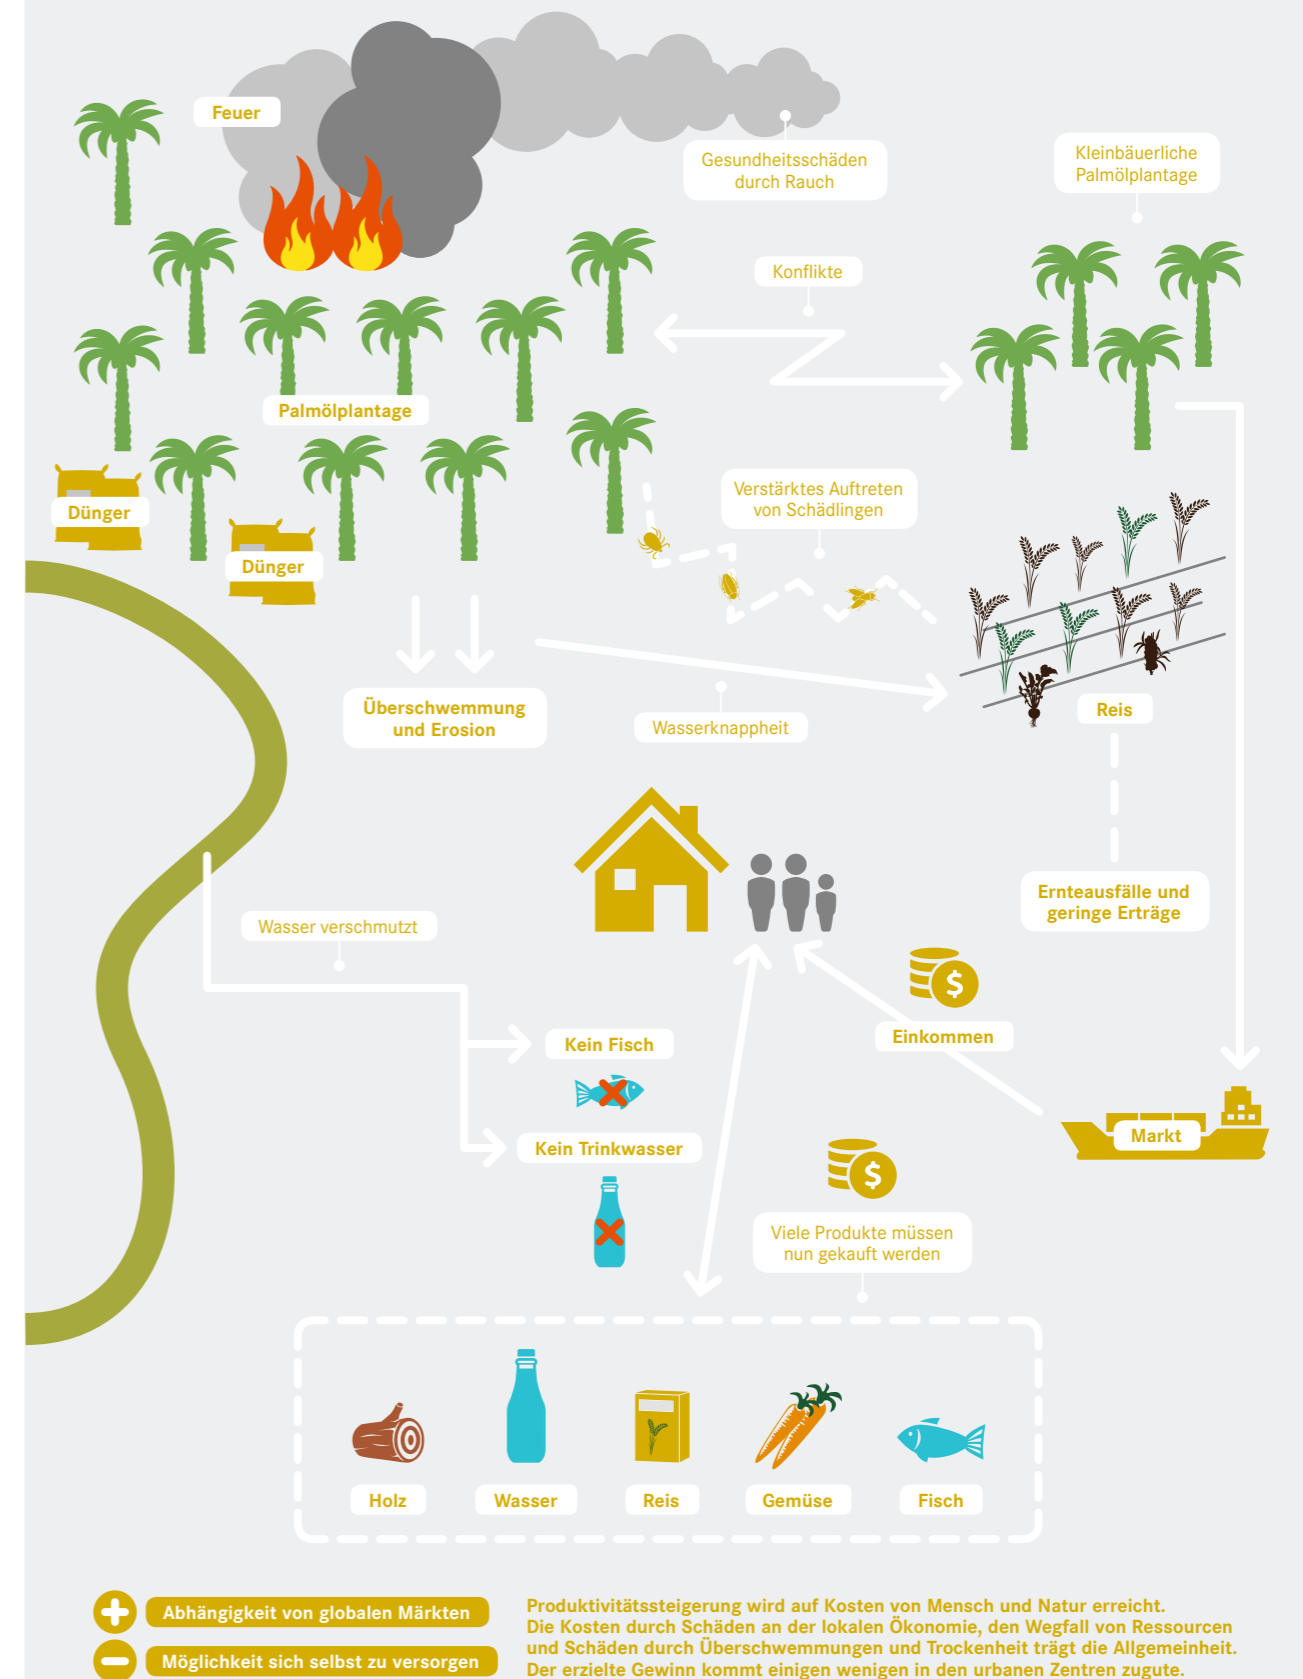 Feuer
Gesundheitsschäden
durch Rauch
Kleinbäuerliche
Palmölplantage
Konflikte
Palmölplantage
Verstärktes Auftreten
von Schädlingen
Dünger
Dünger
Überschwemmung
und Erosion
Wasserknappheit
Reis
Ernteausfälle und
geringe Erträge
Wasser verschmutzt
$
Einkommen
Kein Fisch
Markt
Kein Trinkwasser
$
Viele Produkte müssen
nun gekauft werden
Holz
Wasser
Reis
Gemüse
Fisch
Abhängigkeit von globalen Märkten
Möglichkeit sich selbst zu versorgen
Produktivitätssteigerung wird auf Kosten von Mensch und Natur erreicht.
Die Kosten durch Schäden an der lokalen Ökonomie, den Wegfall von Ressourcen
und Schäden durch Überschwemmungen und Trockenheit trägt die Allgemeinheit.
Der erzielte Gewinn kommt einigen wenigen in den urbanen Zentren zugute.